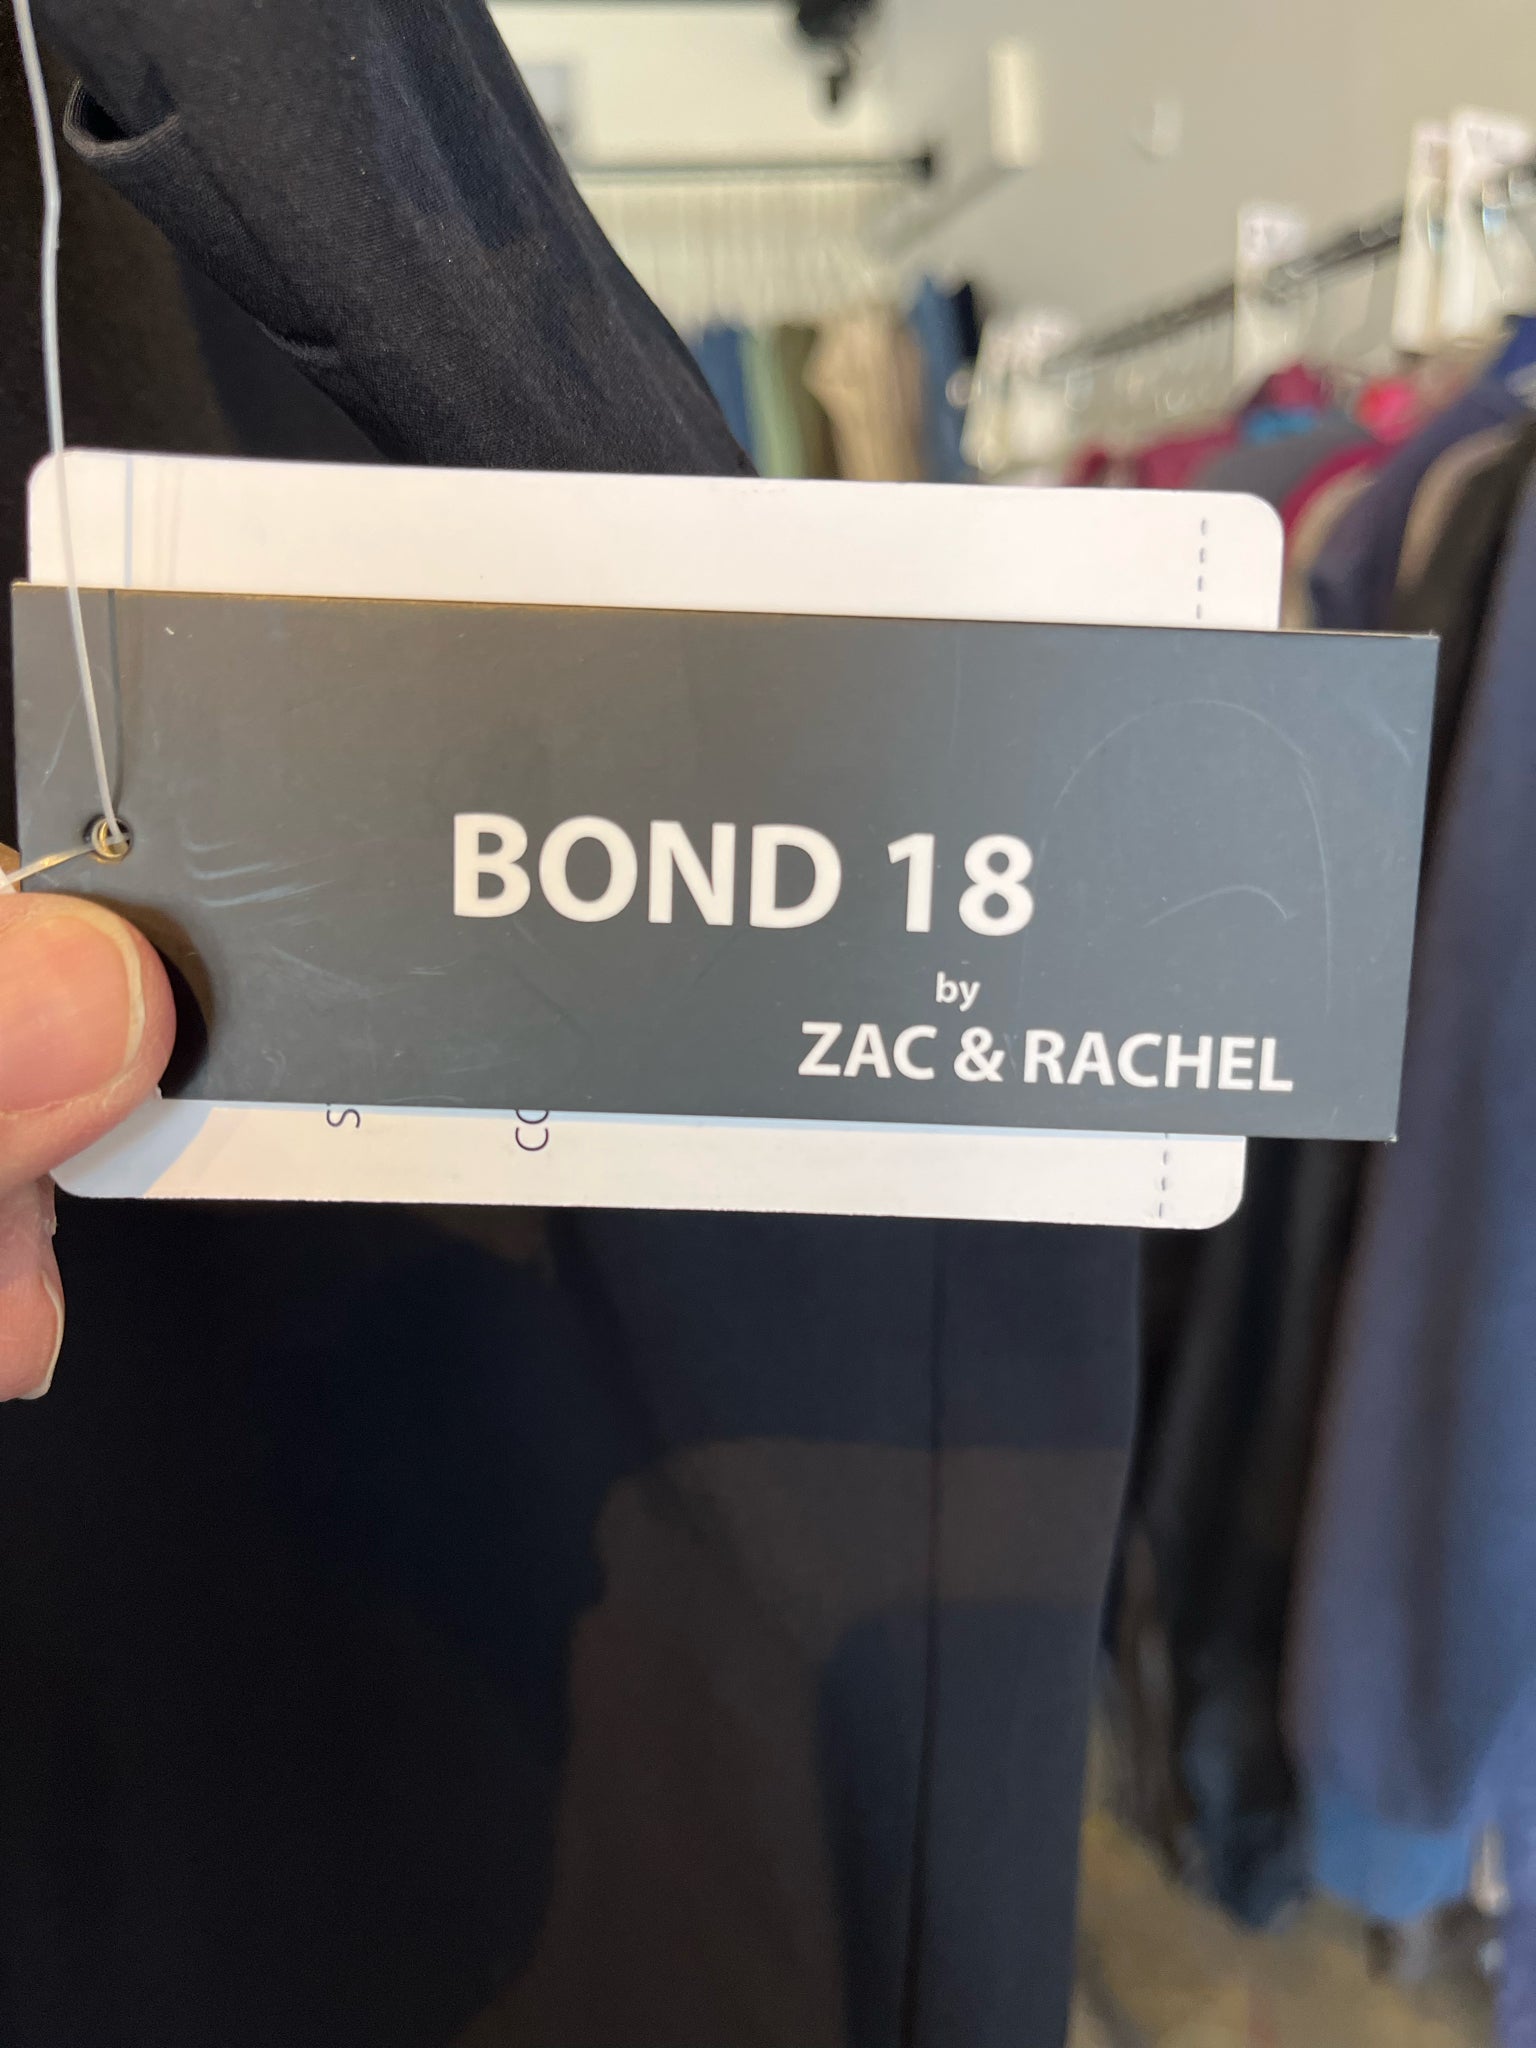 BOND 18
by
ZAC & RACHEL